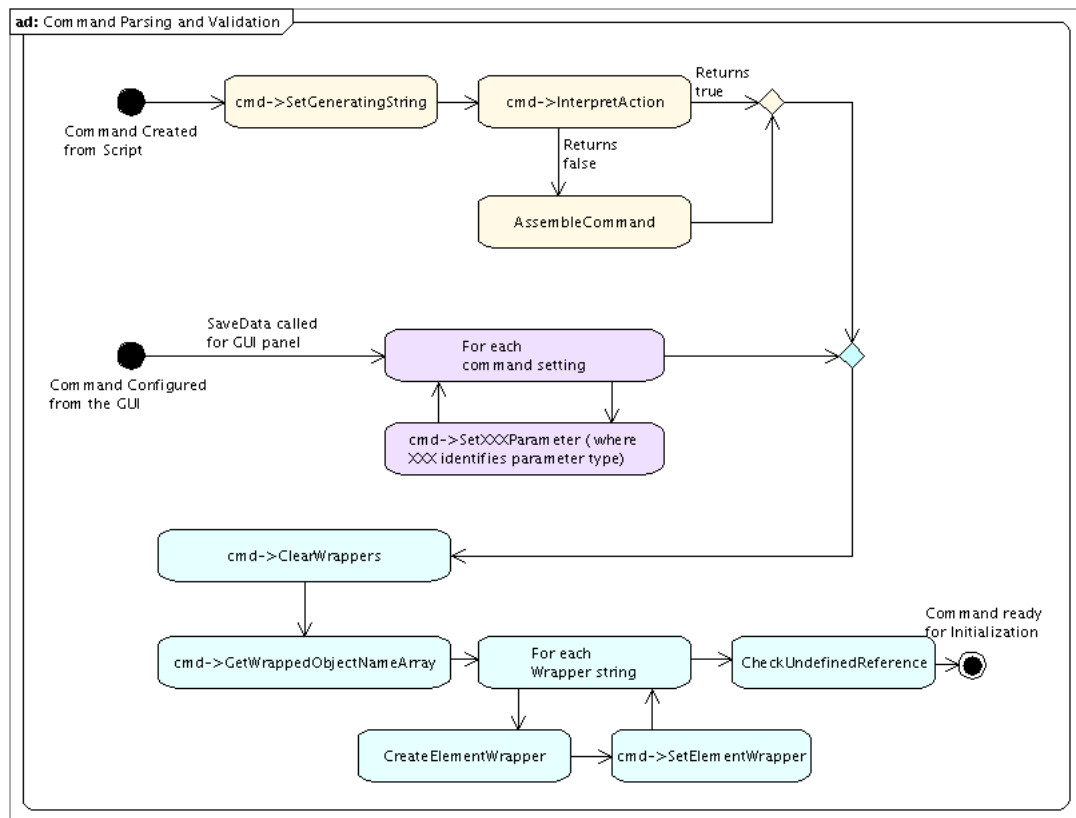 ad: Command Parsing and Validation
cmd->SetGeneratingString
cmd->InterpretAction
Returns
true
Command Created
from Script
Returns
false
AssembleCommand
SaveData called
for GUI panel
For each
command setting
Command Configured
from the GUI
cmd->SetXXXParameter (where
XXX identifies parameter type)
cmd->ClearWrappers
Command ready
for Initialization
cmd->GetWrappedObjectNameArray
For each
Wrapper string
CheckUndefinedReference
CreateElementWrapper
cmd->SetElementWrapper